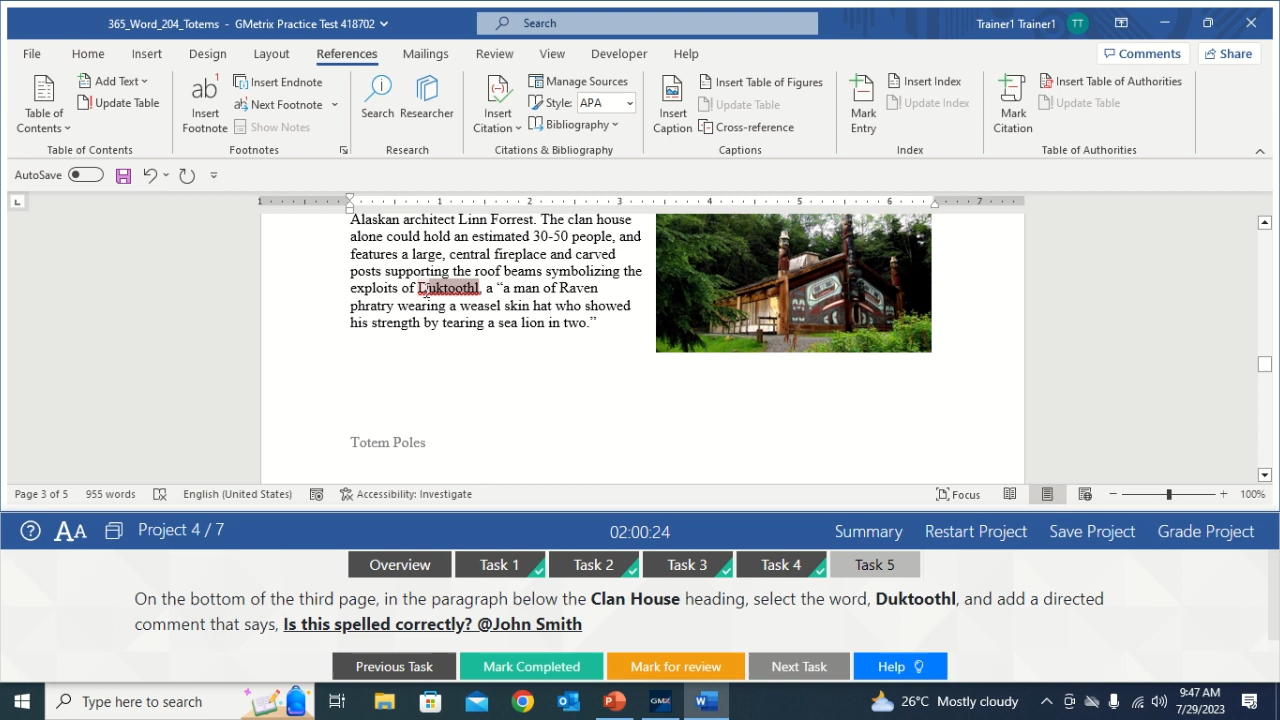 365_Word_204_Totems - GMetrix Practice Test 418702
Search
Trainer1 Trainer1
TT
File Home Insert Design Layout References Mailings Review View Developer Help
Comments
Share
Table of Contents
Add Text
Update Table
Table of Contents
ab1
Insert Footnote
Insert Endnote
Next Footnote
Show Notes
Footnotes
Search
Researcher
Research
Insert Citation
Manage Sources
Style: APA
Bibliography
Citations & Bibliography
Insert Caption
Insert Table of Figures
Update Table
Cross-reference
Captions
Mark Entry
Insert Index
Update Index
Index
Mark Citation
Insert Table of Authorities
Update Table
Table of Authorities
AutoSave
1 1 2 3 4 5 6 7
Alaskan architect Linn Forrest. The clan house
alone could hold an estimated 30-50 people, and
features a large, central fireplace and carved
posts supporting the roof beams symbolizing the
exploits of Duktoothl, a “a man of Raven
phratry wearing a weasel skin hat who showed
his strength by tearing a sea lion in two.”
Totem Poles
Page 3 of 5 955 words English (United States) Accessibility: Investigate
Focus
100%
Project 4 / 7
02:00:24
Summary Restart Project Save Project Grade Project
Overview Task 1 Task 2 Task 3 Task 4 Task 5
On the bottom of the third page, in the paragraph below the Clan House heading, select the word, Duktoothl, and add a directed
comment that says, Is this spelled correctly? @John Smith
Previous Task Mark Completed Mark for review Next Task Help
Type here to search
GMX
26°C Mostly cloudy
9:47 AM
7/29/2023